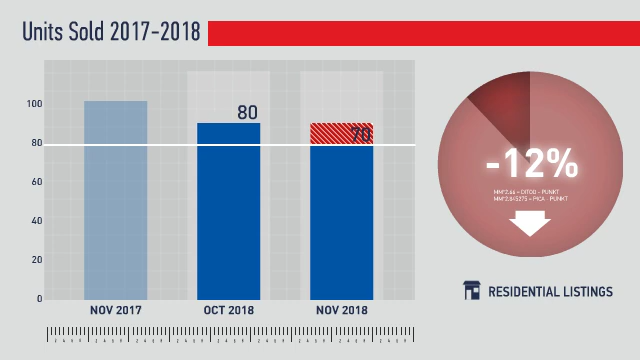 Units Sold 2017-2018
100
80
60
40
20
0
80
70
NOV 2017
OCT 2018
NOV 2018
-12%
RESIDENTIAL LISTINGS